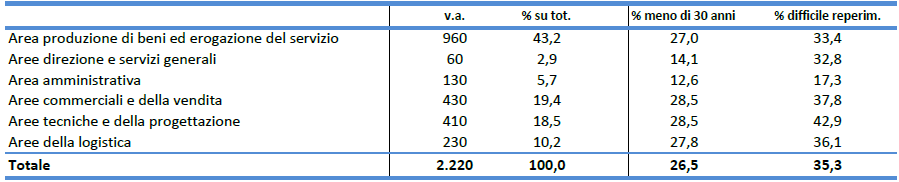 v.a. % su tot. % meno di 30 anni % difficile reperim.
Area produzione di beni ed erogazione del servizio 960 43,2 27,0 33,4
Aree direzione e servizi generali 60 2,9 14,1 32,8
Area amministrativa 130 5,7 12,6 17,3
Aree commerciali e della vendita 430 19,4 28,5 37,8
Aree tecniche e della progettazione 410 18,5 28,5 42,9
Aree della logistica 230 10,2 27,8 36,1
Totale 2.220 100,0 26,5 35,3